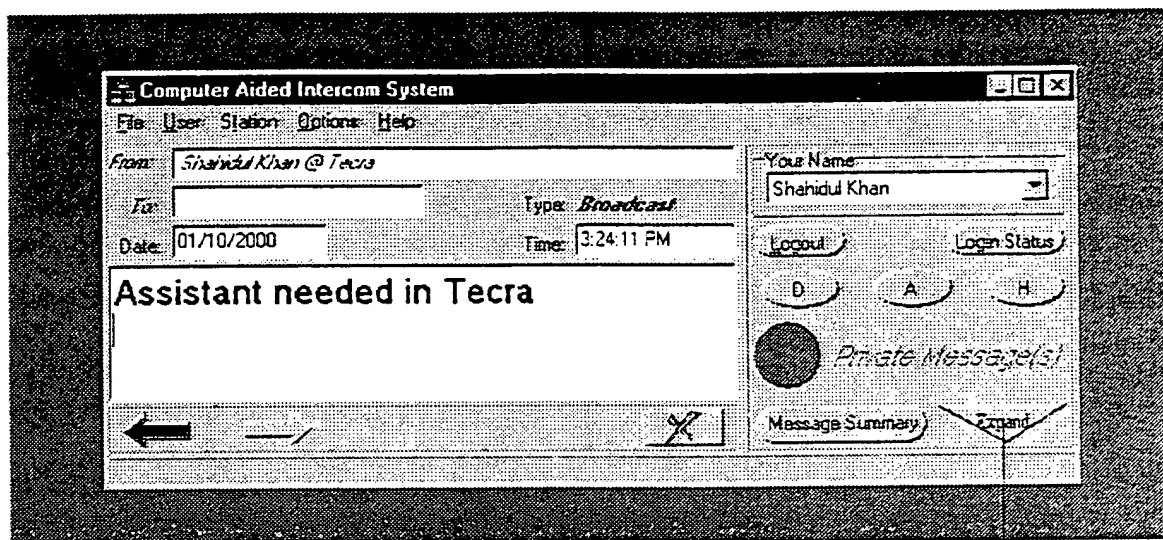 Computer Aided Intercom System
File User Station Options Help
From: Shahidul Khan @ Tecra
To:
Type: Broadcast
Date: 01/10/2000
Time: 3:24:11 PM
Assistant needed in Tecra
Your Name
Shahidul Khan
Logout Login Status
D A H
Private Message(s)
Message Summary Expand